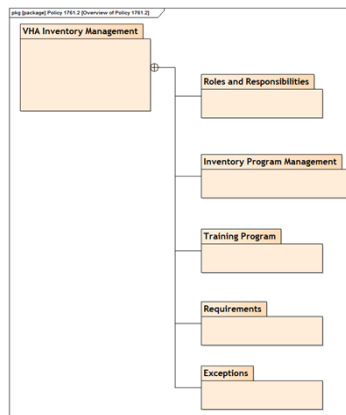 pkg [package] Policy 1761.2 [Overview of Policy 1761.2]
VHA Inventory Management
Roles and Responsibilities
Inventory Program Management
Training Program
Requirements
Exceptions